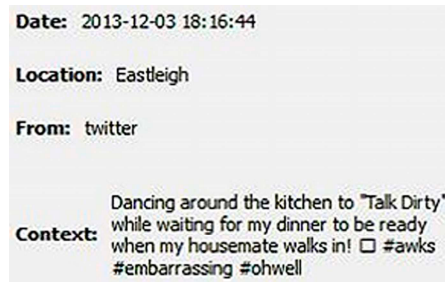 Date: 2013-12-03 18:16:44
Location: Eastleigh
From: twitter
Context: Dancing around the kitchen to "Talk Dirty"
while waiting for my dinner to be ready
when my housemate walks in! □ #awks
#embarrassing #ohwell